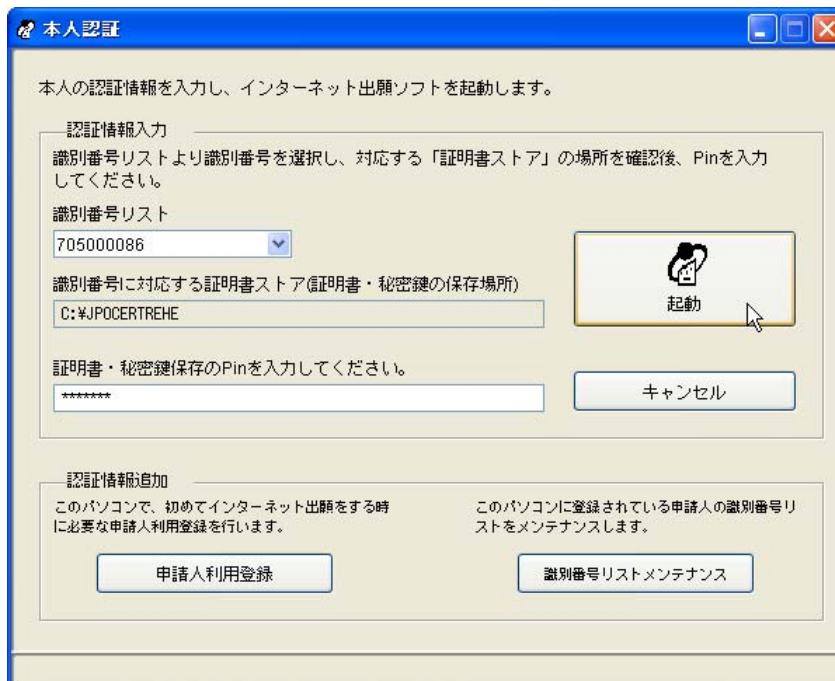 本人認証
本人の認証情報を入力し、インターネット出願ソフトを起動します。
認証情報入力
識別番号リストより識別番号を選択し、対応する「証明書ストア」の場所を確認後、Pinを入力
してください。
識別番号リスト
705000086
識別番号に対応する証明書ストア(証明書・秘密鍵の保存場所)
C:¥JPOCERTREHE
起動
証明書・秘密鍵保存のPinを入力してください。
*******
キャンセル
認証情報追加
このパソコンで、初めてインターネット出願をする時
に必要な申請人利用登録を行います。
申請人利用登録
このパソコンに登録されている申請人の識別番号リ
ストをメンテナンスします。
識別番号リストメンテナンス